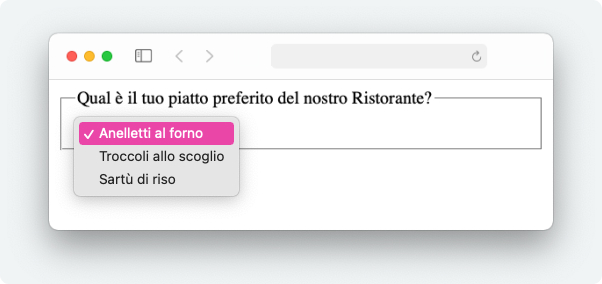 Qual è il tuo piatto preferito del nostro Ristorante?
Anelletti al forno
Troccoli allo scoglio
Sartù di riso